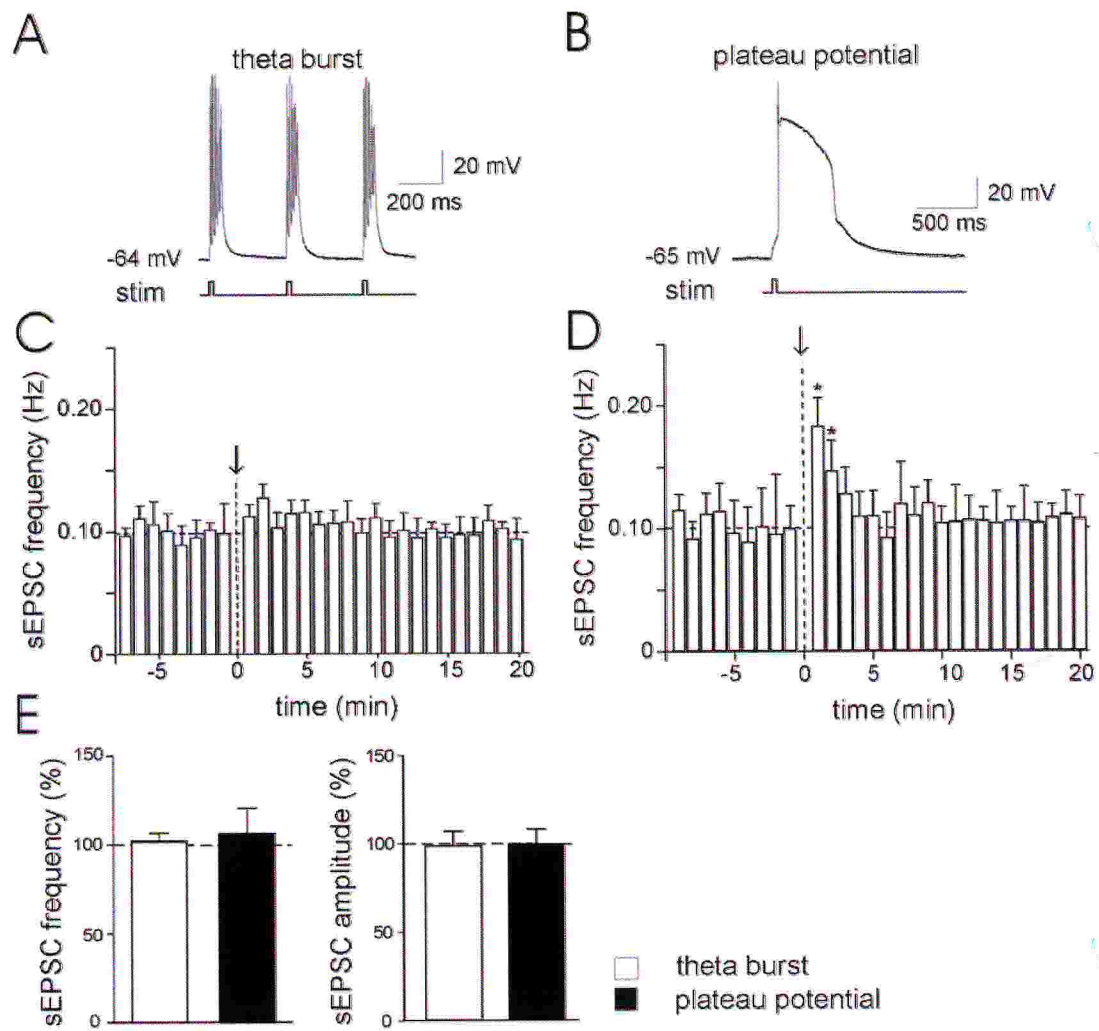 A
theta burst
20 mV
200 ms
-64 mV
stim
B
plateau potential
20 mV
500 ms
-65 mV
stim
C
sEPSC frequency (Hz)
0.20
0.10
0
-5 0 5 10 15 20
time (min)
D
sEPSC frequency (Hz)
0.20
0.10
0
* *
-5 0 5 10 15 20
time (min)
E
sEPSC frequency (%)
150
100
50
0
sEPSC amplitude (%)
150
100
50
0
theta burst
plateau potential